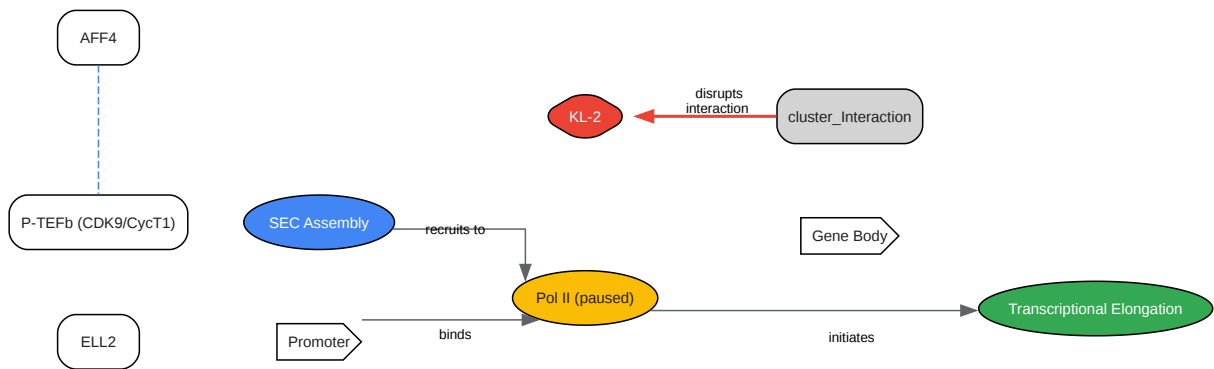 AFF4
disrupts
interaction
KL-2
cluster_Interaction
P-TEFb (CDK9/CycT1)
SEC Assembly
recruits to
Gene Body
Pol II (paused)
Transcriptional Elongation
ELL2
Promoter
binds
initiates